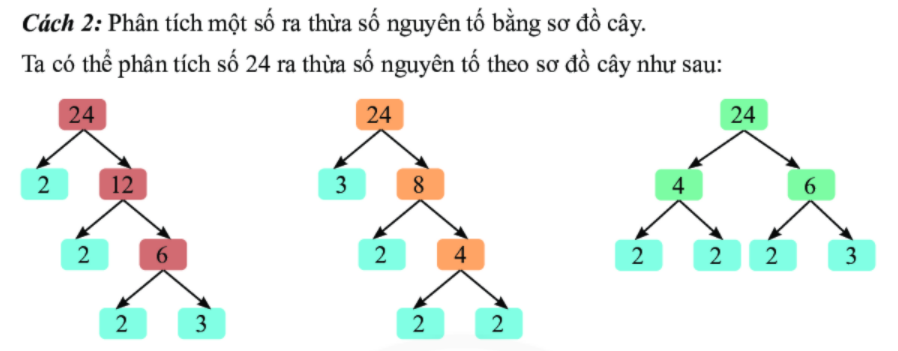 Cách 2: Phân tích một số ra thừa số nguyên tố bằng sơ đồ cây.
Ta có thể phân tích số 24 ra thừa số nguyên tố theo sơ đồ cây như sau:
24 24 24
2 12 3 8 4 6
2 6 2 4 2 2 2 3
2 3 2 2